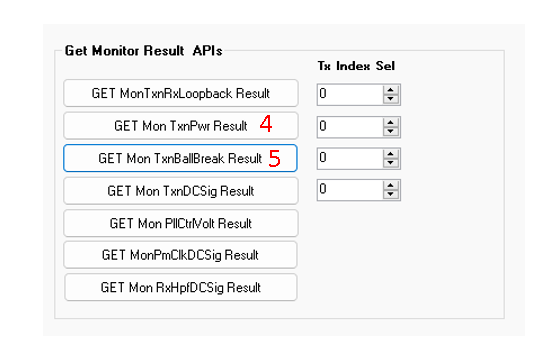 Get Monitor Result APIs
Tx Index Sel
GET MonTxnRxLoopback Result 0
GET Mon TxnPwr Result 4 0
GET Mon TxnBallBreak Result 5 0
GET Mon TxnDCSig Result 0
GET Mon PllCtrlVolt Result
GET MonPmClkDCSig Result
GET Mon RxHpfDCSig Result